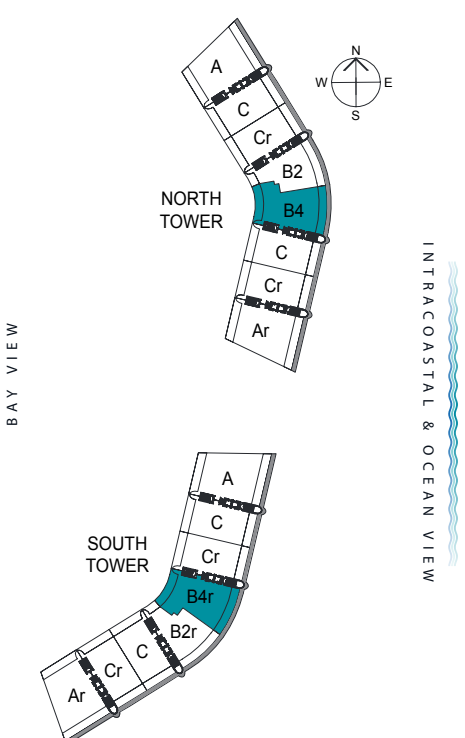 A
N
W
E
S
C
Cr
B2
NORTH
TOWER
B4
C
Cr
Ar
BAY VIEW
INTRACOASTAL & OCEAN VIEW
A
C
SOUTH
TOWER
Cr
B4r
B2r
C
Cr
Ar